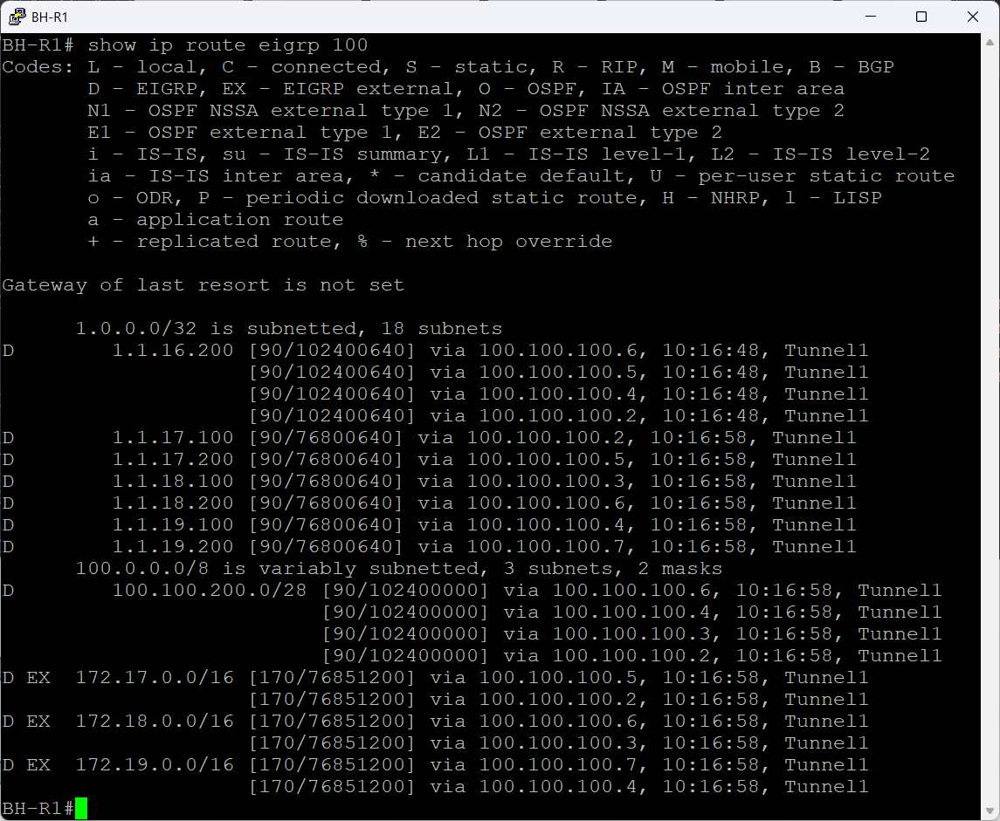 BH-R1
BH-R1# show ip route eigrp 100
Codes: L - local, C - connected, S - static, R - RIP, M - mobile, B - BGP
       D - EIGRP, EX - EIGRP external, O - OSPF, IA - OSPF inter area
       N1 - OSPF NSSA external type 1, N2 - OSPF NSSA external type 2
       E1 - OSPF external type 1, E2 - OSPF external type 2
       i - IS-IS, su - IS-IS summary, L1 - IS-IS level-1, L2 - IS-IS level-2
       ia - IS-IS inter area, * - candidate default, U - per-user static route
       o - ODR, P - periodic downloaded static route, H - NHRP, l - LISP
       a - application route
       + - replicated route, % - next hop override

Gateway of last resort is not set

      1.0.0.0/32 is subnetted, 18 subnets
D        1.1.16.200 [90/102400640] via 100.100.100.6, 10:16:48, Tunnel1
                    [90/102400640] via 100.100.100.5, 10:16:48, Tunnel1
                    [90/102400640] via 100.100.100.4, 10:16:48, Tunnel1
                    [90/102400640] via 100.100.100.2, 10:16:48, Tunnel1
D        1.1.17.100 [90/76800640] via 100.100.100.2, 10:16:58, Tunnel1
D        1.1.17.200 [90/76800640] via 100.100.100.5, 10:16:58, Tunnel1
D        1.1.18.100 [90/76800640] via 100.100.100.3, 10:16:58, Tunnel1
D        1.1.18.200 [90/76800640] via 100.100.100.6, 10:16:58, Tunnel1
D        1.1.19.100 [90/76800640] via 100.100.100.4, 10:16:58, Tunnel1
D        1.1.19.200 [90/76800640] via 100.100.100.7, 10:16:58, Tunnel1
      100.0.0.0/8 is variably subnetted, 3 subnets, 2 masks
D        100.100.200.0/28 [90/102400000] via 100.100.100.6, 10:16:58, Tunnel1
                          [90/102400000] via 100.100.100.4, 10:16:58, Tunnel1
                          [90/102400000] via 100.100.100.3, 10:16:58, Tunnel1
                          [90/102400000] via 100.100.100.2, 10:16:58, Tunnel1
D EX  172.17.0.0/16 [170/76851200] via 100.100.100.5, 10:16:58, Tunnel1
                    [170/76851200] via 100.100.100.2, 10:16:58, Tunnel1
D EX  172.18.0.0/16 [170/76851200] via 100.100.100.6, 10:16:58, Tunnel1
                    [170/76851200] via 100.100.100.3, 10:16:58, Tunnel1
D EX  172.19.0.0/16 [170/76851200] via 100.100.100.7, 10:16:58, Tunnel1
                    [170/76851200] via 100.100.100.4, 10:16:58, Tunnel1
BH-R1#